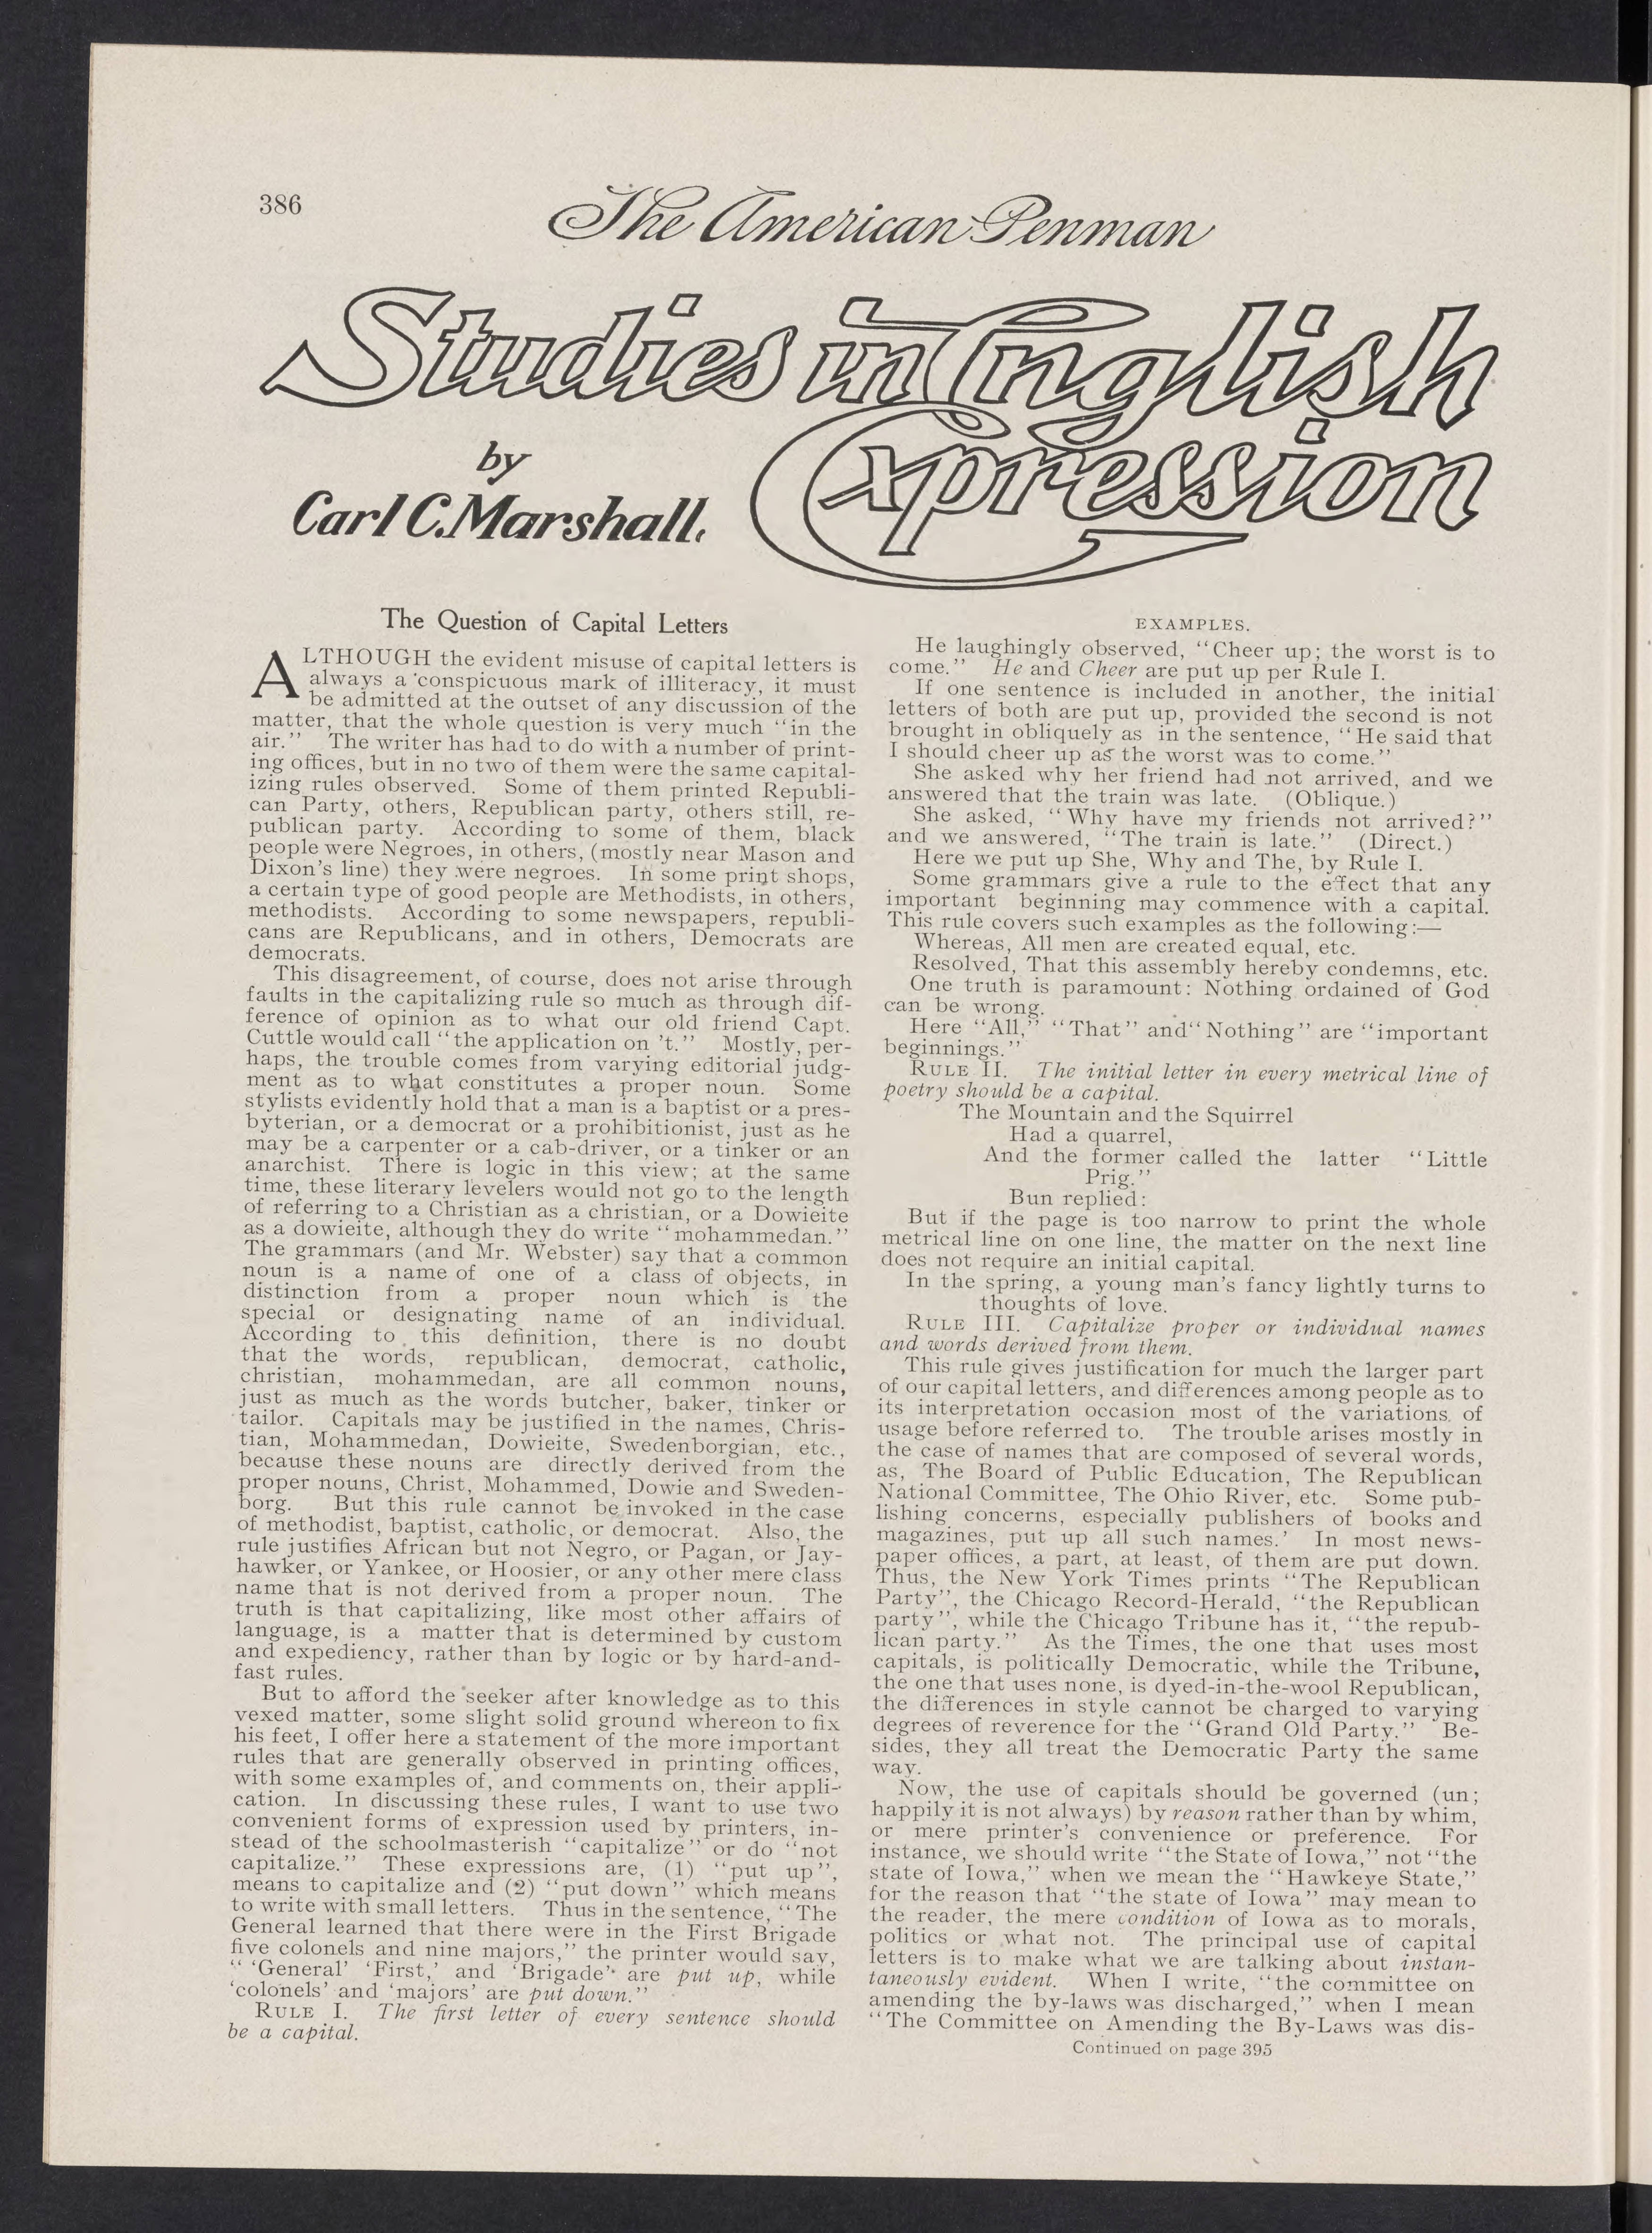 386
The American Penman
Studies in English
Expression
by
Carl C. Marshall.
The Question of Capital Letters
ALTHOUGH the evident misuse of capital letters is
always a conspicuous mark of illiteracy, it must
be admitted at the outset of any discussion of the
matter, that the whole question is very much "in the
air." The writer has had to do with a number of print-
ing offices, but in no two of them were the same capital-
izing rules observed. Some of them printed Republi-
can Party, others, Republican party, others still, re-
publican party. According to some of them, black
people were Negroes, in others, (mostly near Mason and
Dixon's line) they were negroes. In some print shops,
a certain type of good people are Methodists, in others,
methodists. According to some newspapers, republi-
cans are Republicans, and in others, Democrats are
democrats.
This disagreement, of course, does not arise through
faults in the capitalizing rule so much as through dif-
ference of opinion as to what our old friend Capt.
Cuttle would call "the application on 't." Mostly, per-
haps, the trouble comes from varying editorial judg-
ment as to what constitutes a proper noun. Some
stylists evidently hold that a man is a baptist or a pres-
byterian, or a democrat or a prohibitionist, just as he
may be a carpenter or a cab-driver, or a tinker or an
anarchist. There is logic in this view; at the same
time, these literary levelers would not go to the length
of referring to a Christian as a christian, or a Dowieite
as a dowieite, although they do write "mohammedan."
The grammars (and Mr. Webster) say that a common
noun is a name of one of a class of objects, in
distinction from a proper noun which is the
special or designating name of an individual.
According to this definition, there is no doubt
that the words, republican, democrat, catholic,
christian, mohammedan, are all common nouns,
just as much as the words butcher, baker, tinker or
tailor. Capitals may be justified in the names, Chris-
tian, Mohammedan, Dowieite, Swedenborgian, etc.,
because these nouns are directly derived from the
proper nouns, Christ, Mohammed, Dowie and Sweden-
borg. But this rule cannot be invoked in the case
of methodist, baptist, catholic, or democrat. Also, the
rule justifies African but not Negro, or Pagan, or Jay-
hawker, or Yankee, or Hoosier, or any other mere class
name that is not derived from a proper noun. The
truth is that capitalizing, like most other affairs of
language, is a matter that is determined by custom
and expediency, rather than by logic or by hard-and-
fast rules.
But to afford the seeker after knowledge as to this
vexed matter, some slight solid ground whereon to fix
his feet, I offer here a statement of the more important
rules that are generally observed in printing offices,
with some examples of, and comments on, their appli-
cation. In discussing these rules, I want to use two
convenient forms of expression used by printers, in-
stead of the schoolmasterish "capitalize" or do "not
capitalize." These expressions are, (1) "put up",
means to capitalize and (2) "put down" which means
to write with small letters. Thus in the sentence, "The
General learned that there were in the First Brigade
five colonels and nine majors," the printer would say,
" 'General' 'First,' and 'Brigade' are put up, while
'colonels' and 'majors' are put down."
RULE I. The first letter of every sentence should
be a capital.
EXAMPLES.
He laughingly observed, "Cheer up; the worst is to
come." He and Cheer are put up per Rule I.
If one sentence is included in another, the initial
letters of both are put up, provided the second is not
brought in obliquely as in the sentence, "He said that
I should cheer up as the worst was to come."
She asked why her friend had not arrived, and we
answered that the train was late. (Oblique.)
She asked, "Why have my friends not arrived?"
and we answered, "The train is late." (Direct.)
Here we put up She, Why and The, by Rule I.
Some grammars give a rule to the effect that any
important beginning may commence with a capital.
This rule covers such examples as the following:—
Whereas, All men are created equal, etc.
Resolved, That this assembly hereby condemns, etc.
One truth is paramount: Nothing ordained of God
can be wrong.
Here "All," "That" and "Nothing" are "important
beginnings."
RULE II. The initial letter in every metrical line of
poetry should be a capital.
The Mountain and the Squirrel
Had a quarrel,
And the former called the latter "Little
Prig."
Bun replied:
But if the page is too narrow to print the whole
metrical line on one line, the matter on the next line
does not require an initial capital.
In the spring, a young man's fancy lightly turns to
thoughts of love.
RULE III. Capitalize proper or individual names
and words derived from them.
This rule gives justification for much the larger part
of our capital letters, and differences among people as to
its interpretation occasion most of the variations of
usage before referred to. The trouble arises mostly in
the case of names that are composed of several words,
as, The Board of Public Education, The Republican
National Committee, The Ohio River, etc. Some pub-
lishing concerns, especially publishers of books and
magazines, put up all such names.' In most news-
paper offices, a part, at least, of them are put down.
Thus, the New York Times prints "The Republican
Party", the Chicago Record-Herald, "the Republican
party", while the Chicago Tribune has it, "the repub-
lican party." As the Times, the one that uses most
capitals, is politically Democratic, while the Tribune,
the one that uses none, is dyed-in-the-wool Republican,
the differences in style cannot be charged to varying
degrees of reverence for the "Grand Old Party." Be-
sides, they all treat the Democratic Party the same
way.
Now, the use of capitals should be governed (un;
happily it is not always) by reason rather than by whim,
or mere printer's convenience or preference. For
instance, we should write "the State of Iowa," not "the
state of Iowa," when we mean the "Hawkeye State,"
for the reason that "the state of Iowa" may mean to
the reader, the mere condition of Iowa as to morals,
politics or what not. The principal use of capital
letters is to make what we are talking about instan-
taneously evident. When I write, "the committee on
amending the by-laws was discharged," when I mean
"The Committee on Amending the By-Laws was dis-
Continued on page 395